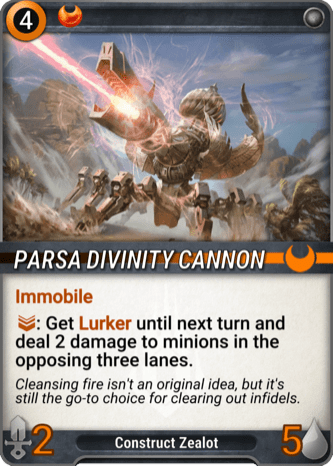 4
PARSA DIVINITY CANNON
Immobile
: Get Lurker until next turn and
deal 2 damage to minions in the
opposing three lanes.
Cleansing fire isn't an original idea, but it's
still the go-to choice for clearing out infidels.
2
Construct Zealot
5